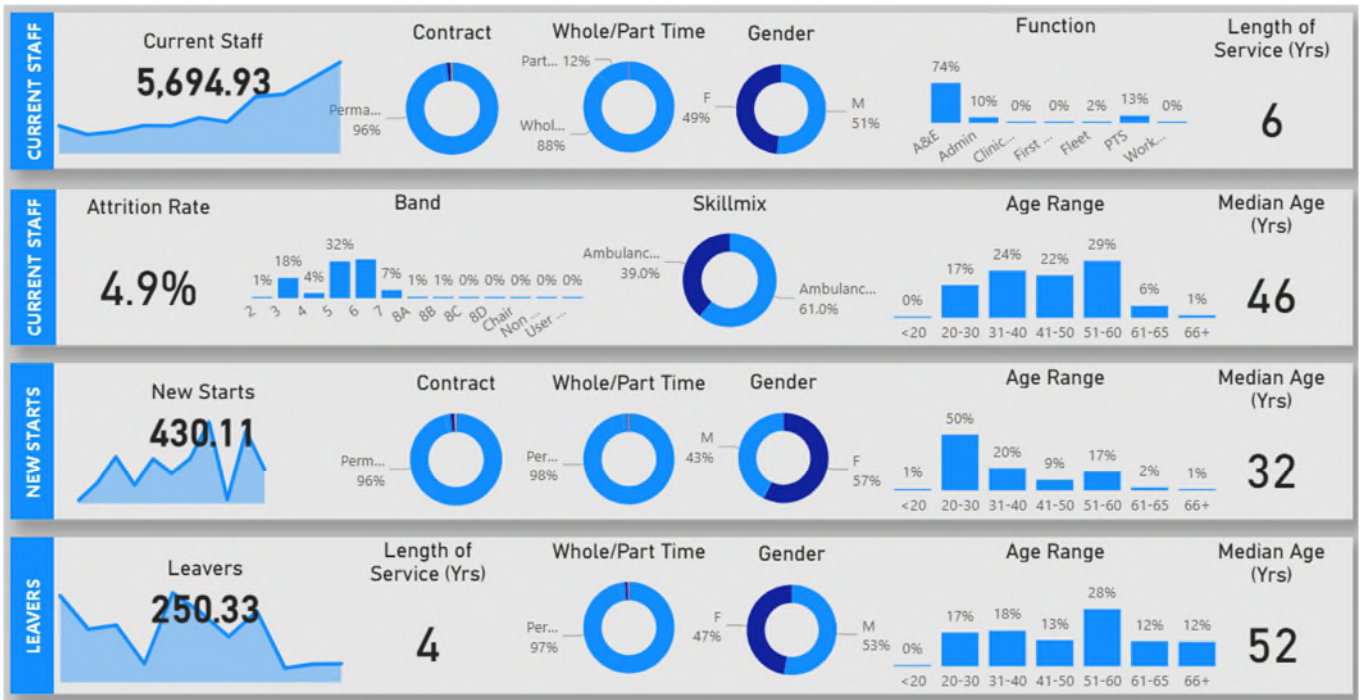 CURRENT STAFF
Current Staff
5,694.93
Contract
Perma...
96%
Whole/Part Time
Part... 12%
Whol...
88%
Gender
F
49%
M
51%
Function
74%
10%
0%
0%
2%
13%
0%
A&E
Admin
Clinic...
First ...
Fleet
PTS
Work...
Length of
Service (Yrs)
6
CURRENT STAFF
Attrition Rate
4.9%
Band
1%
18%
4%
32%
7%
1%
1%
0%
0%
0%
0%
0%
2
3
4
5
6
7
8A
8B
8C
8D
Chair
Non ...
User ...
Skillmix
Ambulanc...
39.0%
Ambulanc...
61.0%
Age Range
0%
17%
24%
22%
29%
6%
1%
<20
20-30
31-40
41-50
51-60
61-65
66+
Median Age
(Yrs)
46
NEW STARTS
New Starts
430.11
Contract
Perm...
96%
Whole/Part Time
Per...
98%
Gender
M
43%
F
57%
Age Range
1%
50%
20%
9%
17%
2%
1%
<20
20-30
31-40
41-50
51-60
61-65
66+
Median Age
(Yrs)
32
LEAVERS
Leavers
250.33
Length of
Service (Yrs)
4
Whole/Part Time
Per...
97%
Gender
F
47%
M
53%
Age Range
0%
17%
18%
13%
28%
12%
12%
<20
20-30
31-40
41-50
51-60
61-65
66+
Median Age
(Yrs)
52